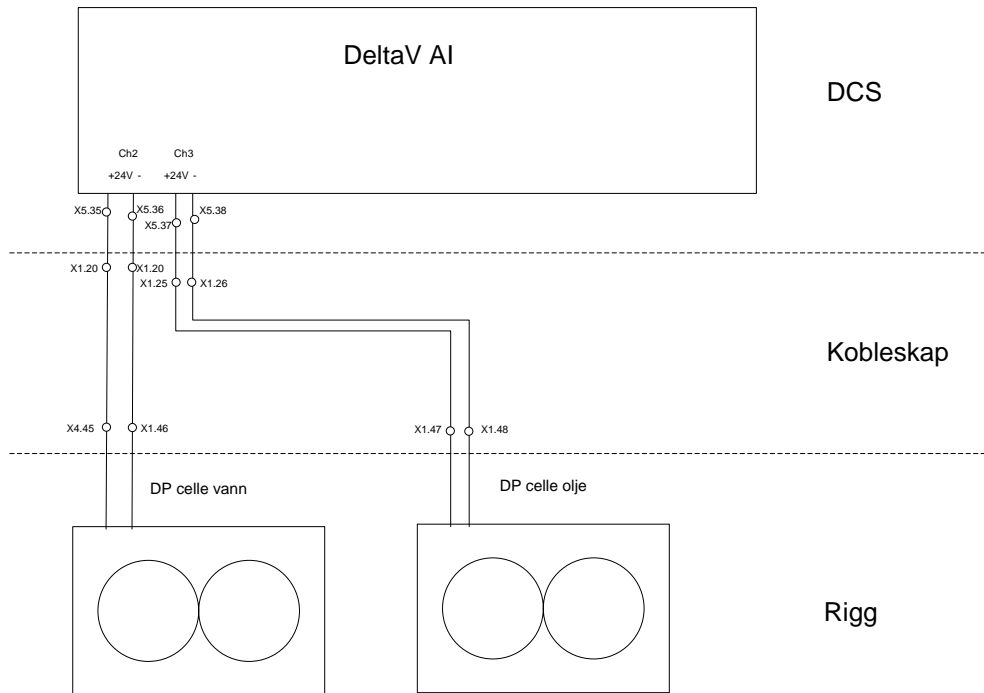 DeltaV AI
DCS
Ch2 Ch3
+24V - +24V -
X5.35 X5.36 X5.37 X5.38
X1.20 X1.20 X1.25 X1.26
Kobleskap
X4.45 X1.46 X1.47 X1.48
DP celle vann DP celle olje
Rigg